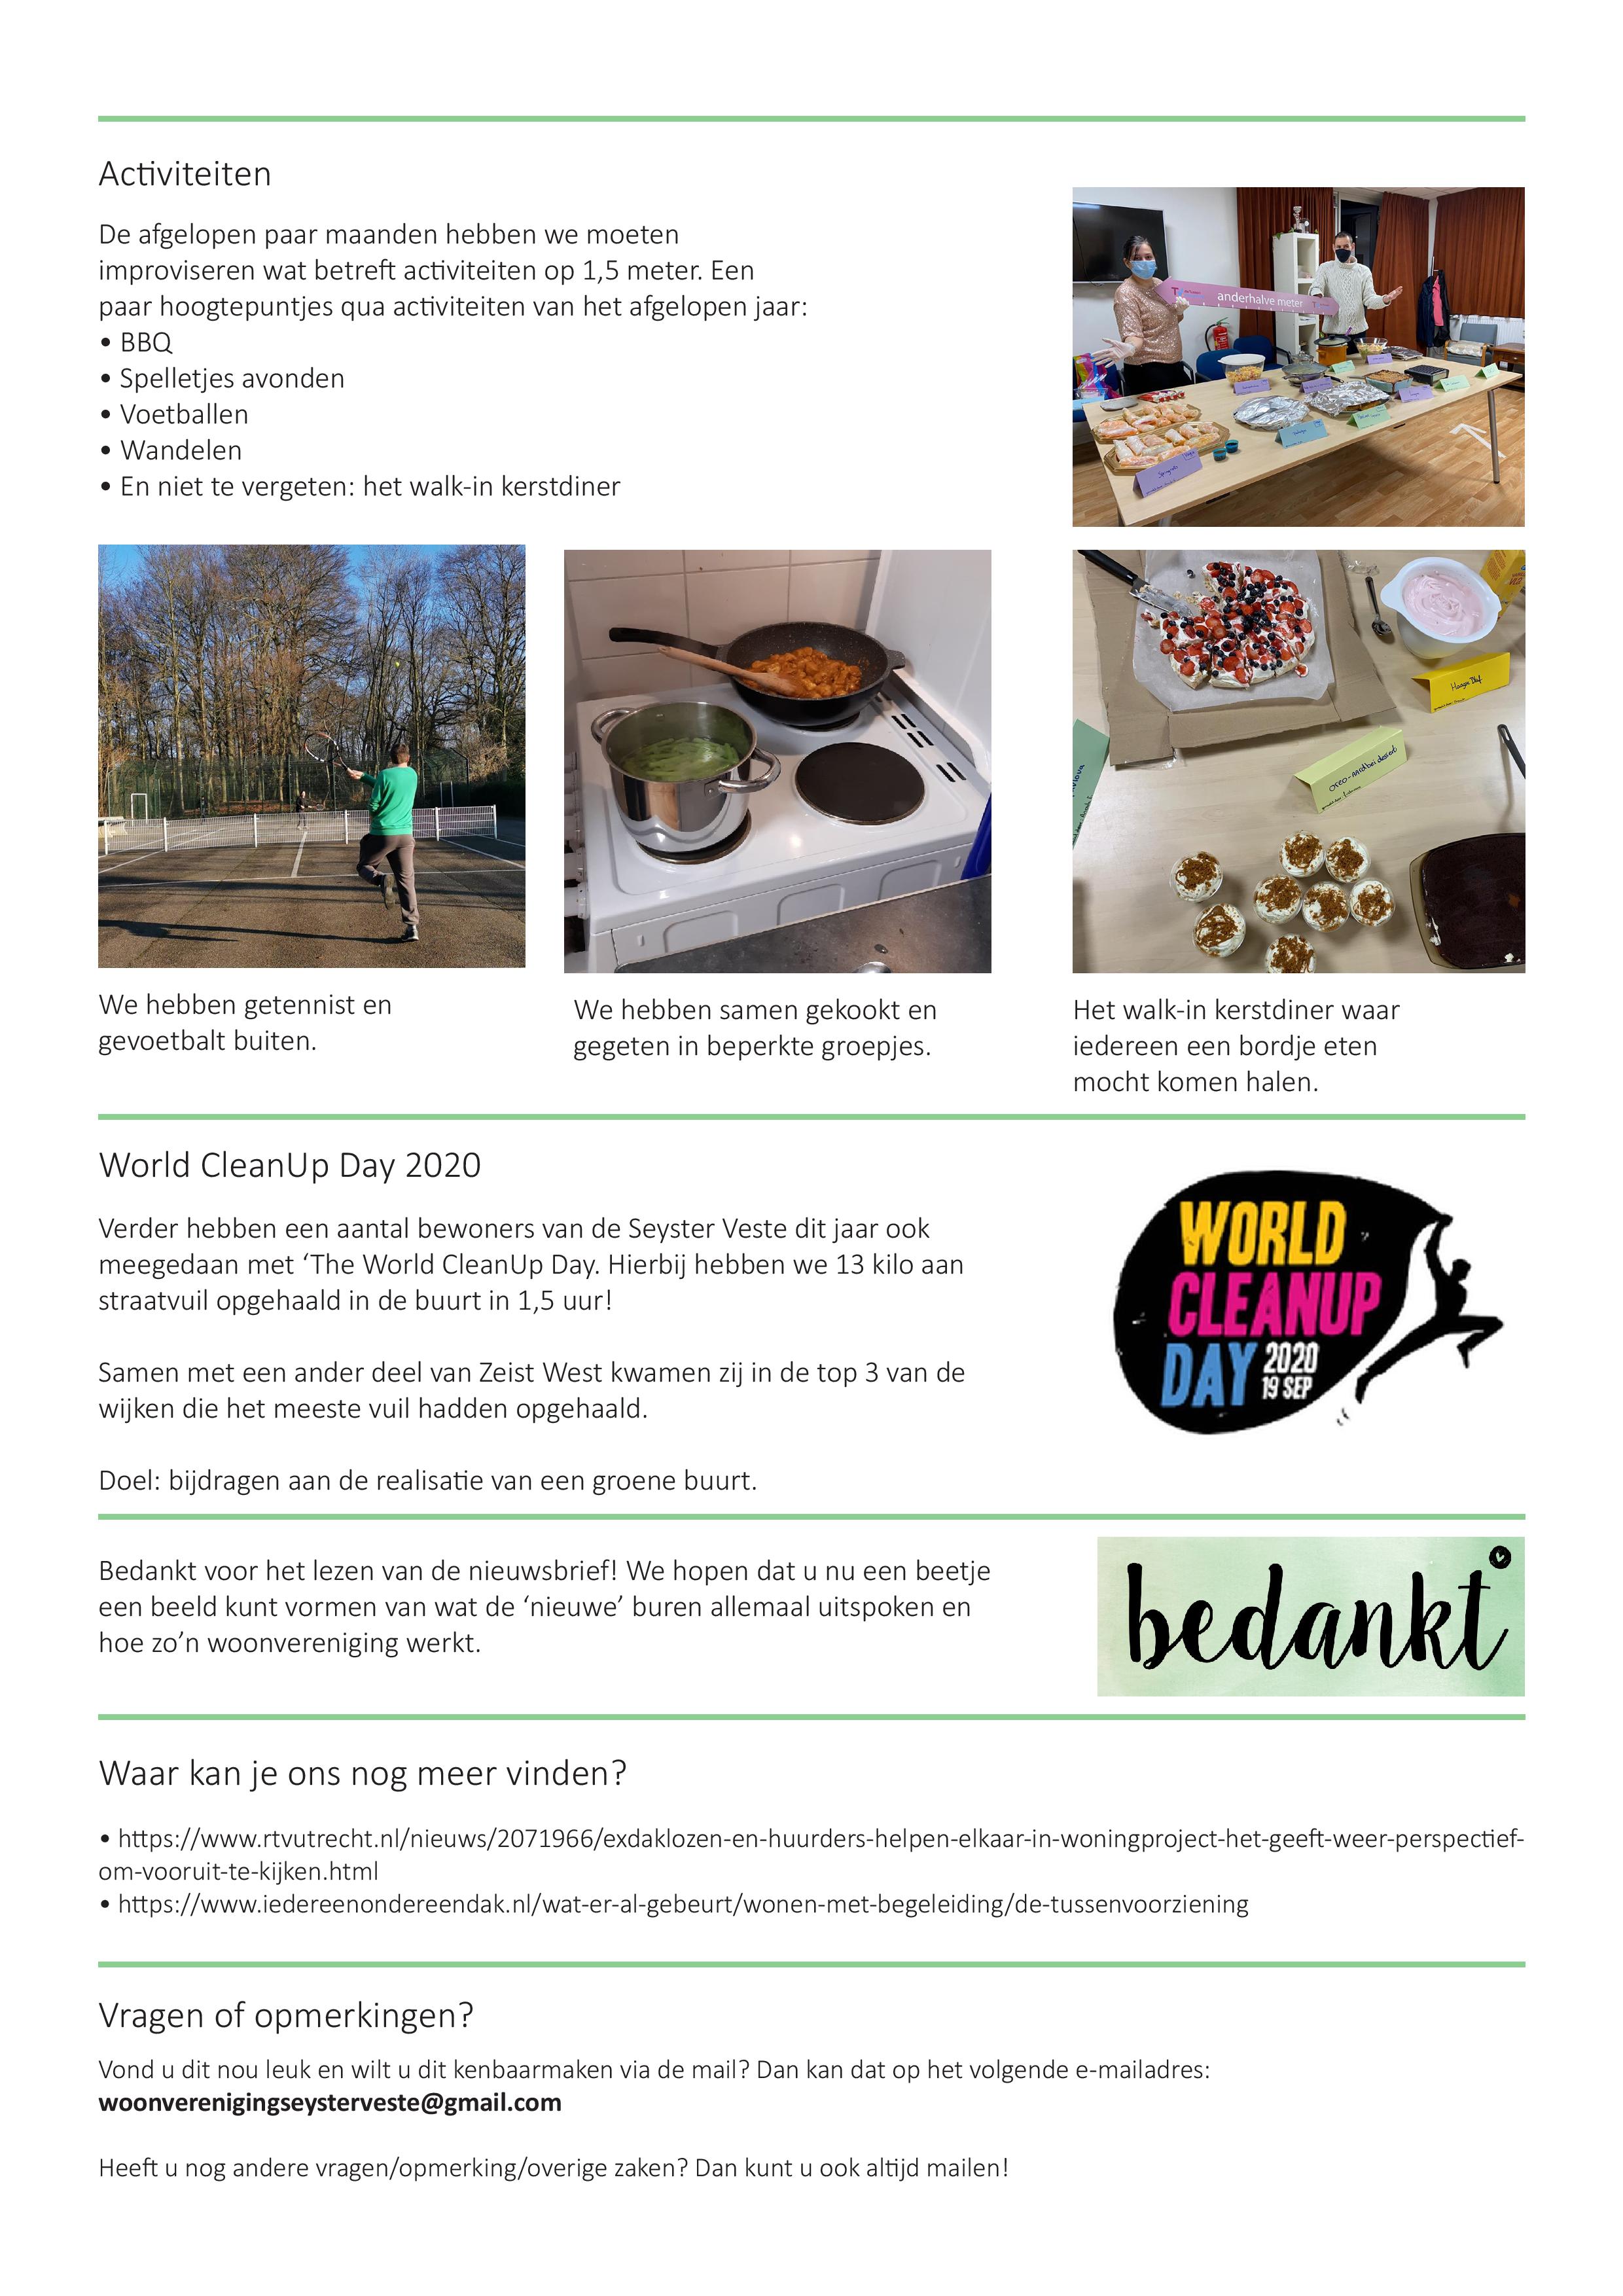 Activiteiten
De afgelopen paar maanden hebben we moeten
improviseren wat betreft activiteiten op 1,5 meter. Een
paar hoogtepuntjes qua activiteiten van het afgelopen jaar:
• BBQ
• Spelletjes avonden
• Voetballen
• Wandelen
• En niet te vergeten: het walk-in kerstdiner
anderhalve meter
Haagse Bluf
oreo-mcflurry dessert
We hebben getennist en
gevoetbalt buiten.
We hebben samen gekookt en
gegeten in beperkte groepjes.
Het walk-in kerstdiner waar
iedereen een bordje eten
mocht komen halen.
World CleanUp Day 2020
Verder hebben een aantal bewoners van de Seyster Veste dit jaar ook
meegedaan met ‘The World CleanUp Day. Hierbij hebben we 13 kilo aan
straatvuil opgehaald in de buurt in 1,5 uur!
Samen met een ander deel van Zeist West kwamen zij in de top 3 van de
wijken die het meeste vuil hadden opgehaald.
Doel: bijdragen aan de realisatie van een groene buurt.
WORLD
CLEANUP
DAY 2020
19 SEP
Bedankt voor het lezen van de nieuwsbrief! We hopen dat u nu een beetje
een beeld kunt vormen van wat de ‘nieuwe’ buren allemaal uitspoken en
hoe zo’n woonvereniging werkt.
bedankt
Waar kan je ons nog meer vinden?
• https://www.rtvutrecht.nl/nieuws/2071966/exdaklozen-en-huurders-helpen-elkaar-in-woningproject-het-geeft-weer-perspectief-
om-vooruit-te-kijken.html
• https://www.iedereenondereendak.nl/wat-er-al-gebeurt/wonen-met-begeleiding/de-tussenvoorziening
Vragen of opmerkingen?
Vond u dit nou leuk en wilt u dit kenbaarmaken via de mail? Dan kan dat op het volgende e-mailadres:
woonverenigingseysterveste@gmail.com
Heeft u nog andere vragen/opmerking/overige zaken? Dan kunt u ook altijd mailen!